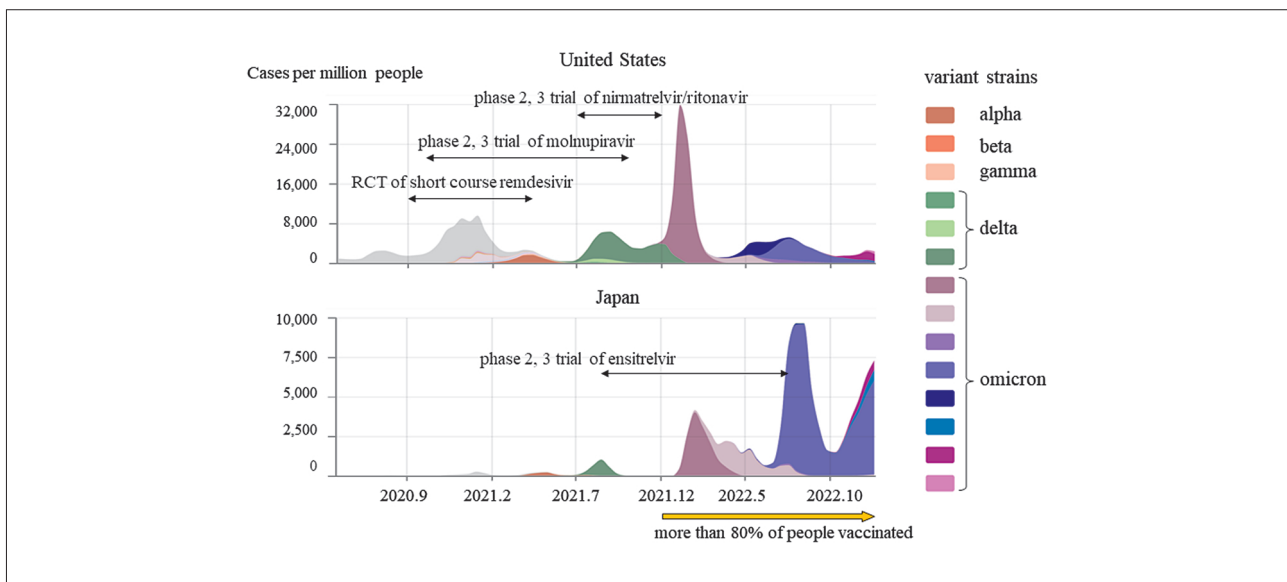 United States
Cases per million people
phase 2, 3 trial of nirmatrelvir/ritonavir
32,000
phase 2, 3 trial of molnupiravir
24,000
RCT of short course remdesivir
16,000
8,000
0
Japan
10,000
7,500
phase 2, 3 trial of ensitrelvir
5,000
2,500
0
2020.9 2021.2 2021.7 2021.12 2022.5 2022.10
more than 80% of people vaccinated
variant strains
alpha
beta
gamma
delta
omicron